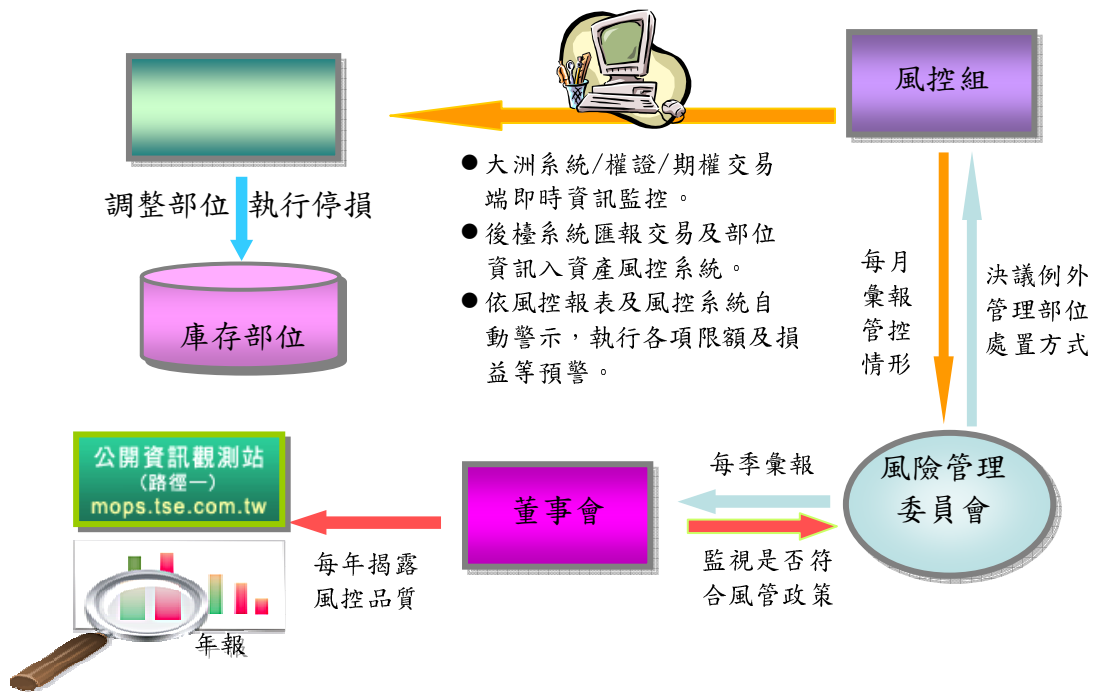 風控組
●大洲系統/權證/期權交易
端即時資訊監控。
●後檯系統匯報交易及部位
資訊入資產風控系統。
●依風控報表及風控系統自
動警示，執行各項限額及損
益等預警。
調整部位
執行停損
庫存部位
每月
彙報
管控
情形
決議例外
管理部位
處置方式
公開資訊觀測站
(路徑一)
mops.tse.com.tw
董事會
每季彙報
風險管理
委員會
監視是否符
合風管政策
每年揭露
風控品質
年報